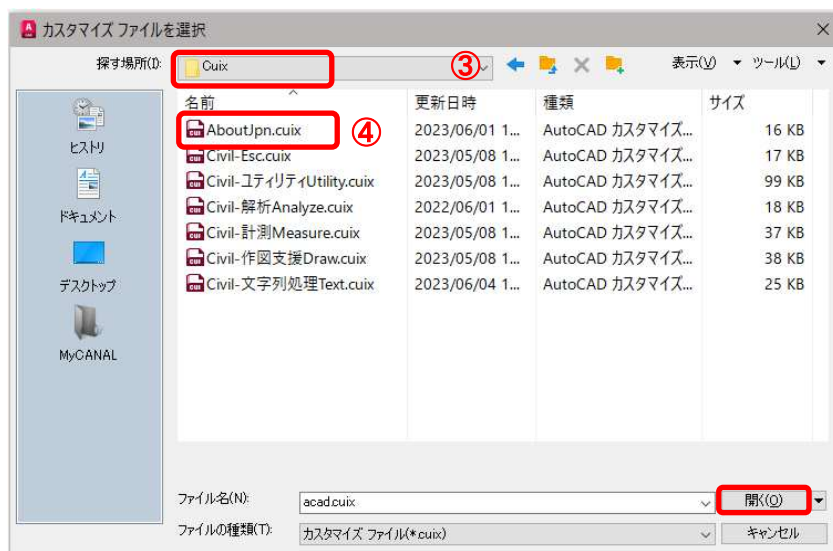 カスタマイズ ファイルを選択
探す場所(I): Cuix ③ 表示(V) ツール(L)
名前 更新日時 種類 サイズ
AboutJpn.cuix ④ 2023/06/01 1... AutoCAD カスタマイズ... 16 KB
Civil-Esc.cuix 2023/05/08 1... AutoCAD カスタマイズ... 17 KB
Civil-ユティリティUtility.cuix 2023/05/08 1... AutoCAD カスタマイズ... 99 KB
Civil-解析Analyze.cuix 2022/06/01 1... AutoCAD カスタマイズ... 18 KB
Civil-計測Measure.cuix 2023/05/08 1... AutoCAD カスタマイズ... 37 KB
Civil-作図支援Draw.cuix 2023/05/08 1... AutoCAD カスタマイズ... 38 KB
Civil-文字列処理Text.cuix 2023/06/04 1... AutoCAD カスタマイズ... 25 KB
ヒストリ
ドキュメント
デスクトップ
MyCANAL
ファイル名(N): acad.cuix 開く(O)
ファイルの種類(T): カスタマイズ ファイル(*cuix) キャンセル